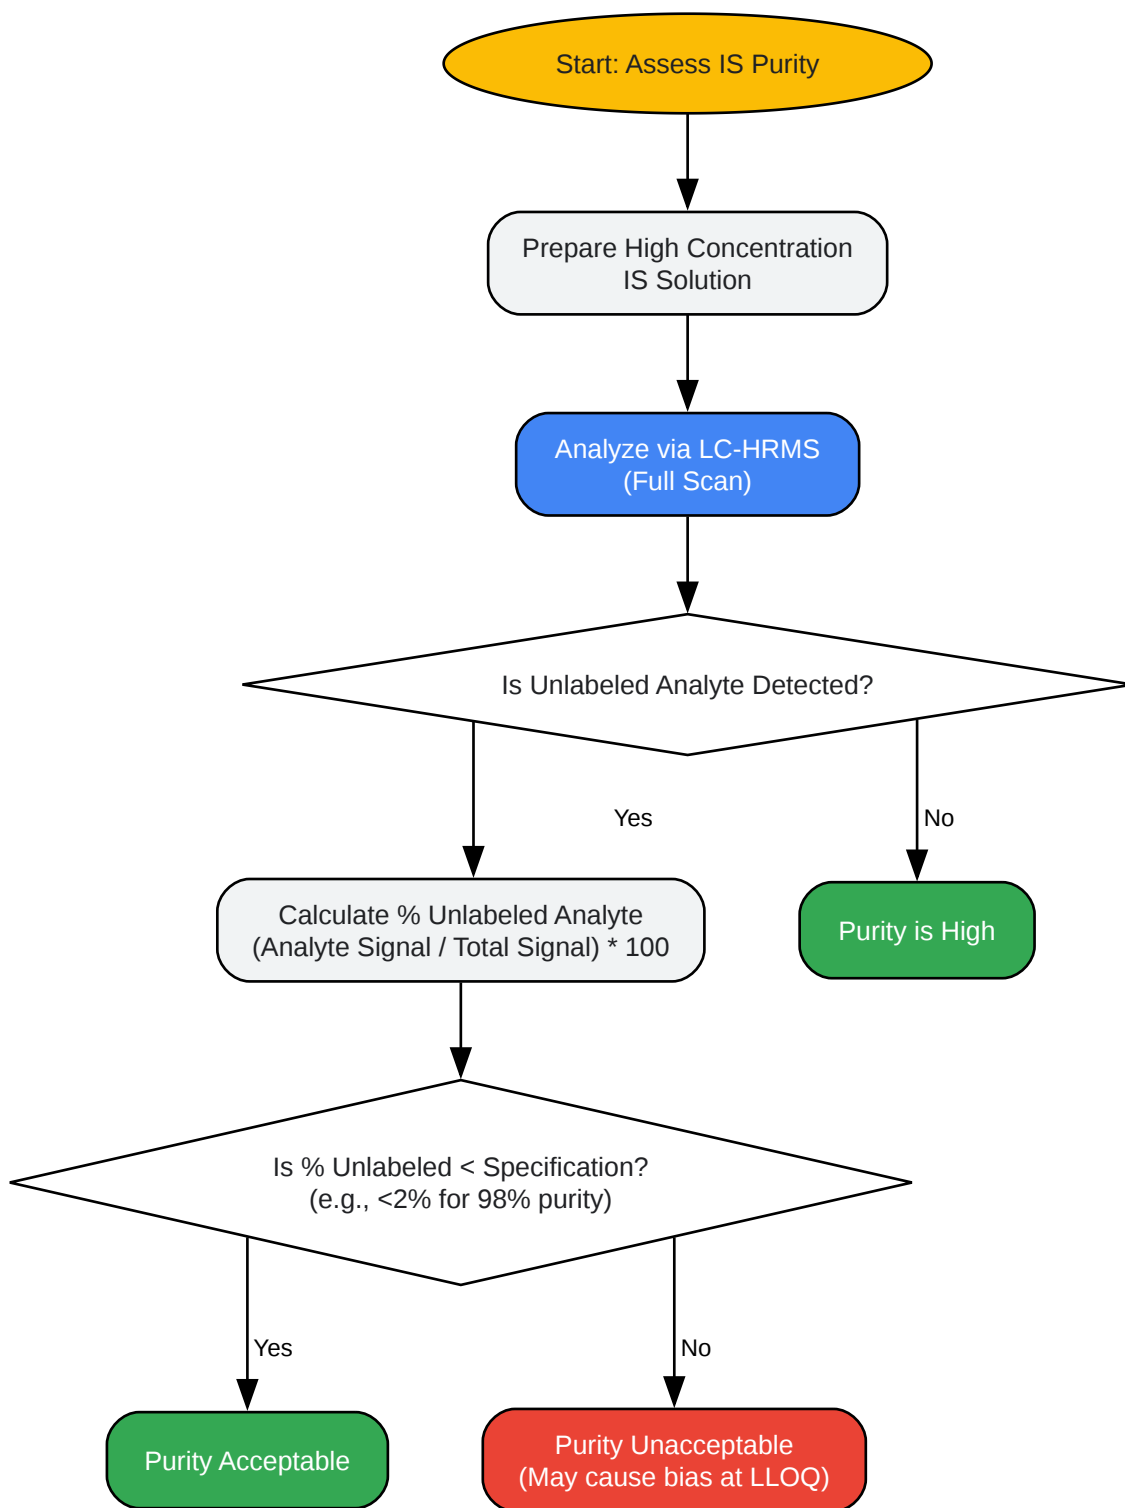 Start: Assess IS Purity
Prepare High Concentration
IS Solution
Analyze via LC-HRMS
(Full Scan)
Is Unlabeled Analyte Detected?
Yes
No
Calculate % Unlabeled Analyte
(Analyte Signal / Total Signal) * 100
Purity is High
Is % Unlabeled < Specification?
(e.g., <2% for 98% purity)
Yes
No
Purity Acceptable
Purity Unacceptable
(May cause bias at LLOQ)